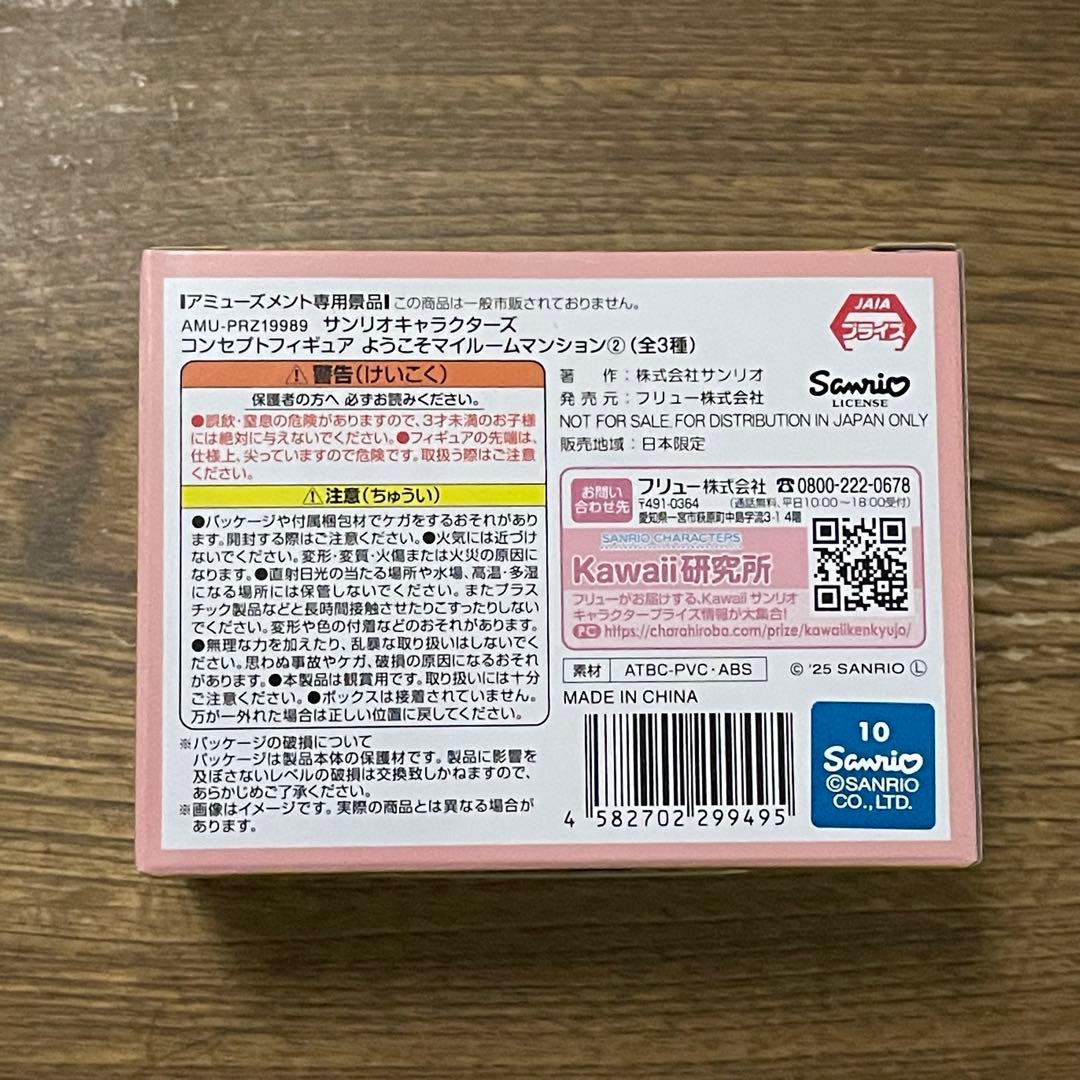 アミューズメント専用景品 この商品は一般市販されておりません。
AMU-PRZ19989 サンリオキャラクターズ
コンセプトフィギュア ようこそマイルームマンション②(全3種)
JAIA
プライズ
⚠警告(けいこく)
保護者の方へ 必ずお読みください。
●誤飲・窒息の危険がありますので、3才未満のお子様
には絶対に与えないでください。●フィギュアの先端は、
仕様上、尖っていますので危険です。取扱う際はご注意
ください。
⚠注意(ちゅうい)
●パッケージや付属梱包材でケガをするおそれがありま
す。開封する際はご注意ください。●火気には近づけ
ないでください。変形・変質・火傷または火災の原因に
なります。●直射日光の当たる場所や水場、高温・多湿
になる場所には保管しないでください。またプラス
チック製品などと長時間接触させたりこすったりしない
でください。変形や色の付着などのおそれがあります。
●無理な力を加えたり、乱暴な取り扱いはしないでくだ
さい。思わぬ事故やケガ、破損の原因になるおそれ
があります。●本製品は観賞用です。取り扱いには十分
ご注意ください。●ボックスは接着されていません。
万が一外れた場合は正しい位置に戻してください。
※パッケージの破損について
パッケージは製品本体の保護材です。製品に影響を
及ぼさないレベルの破損は交換致しかねますので、
あらかじめご了承ください。
※画像はイメージです。実際の商品とは異なる場合が
あります。
著作:株式会社サンリオ
発売元:フリュー株式会社
Sanrio
LICENSE
NOT FOR SALE. FOR DISTRIBUTION IN JAPAN ONLY
販売地域:日本限定
お問い
合わせ先
フリュー株式会社 ☎0800-222-0678
〒491-0364 (通話無料、平日10:00~18:00受付)
愛知県一宮市萩原町中島字流3-1 4階
SANRIO CHARACTERS
Kawaii研究所
フリューがお届けする、Kawaii サンリオ
キャラクタープライズ情報が大集合!
PC https://charahiroba.com/prize/kawaiikenkyujo/
素材 ATBC-PVC・ABS
© '25 SANRIO Ⓛ
MADE IN CHINA
4 582702 299495
10
Sanrio
©SANRIO
CO., LTD.